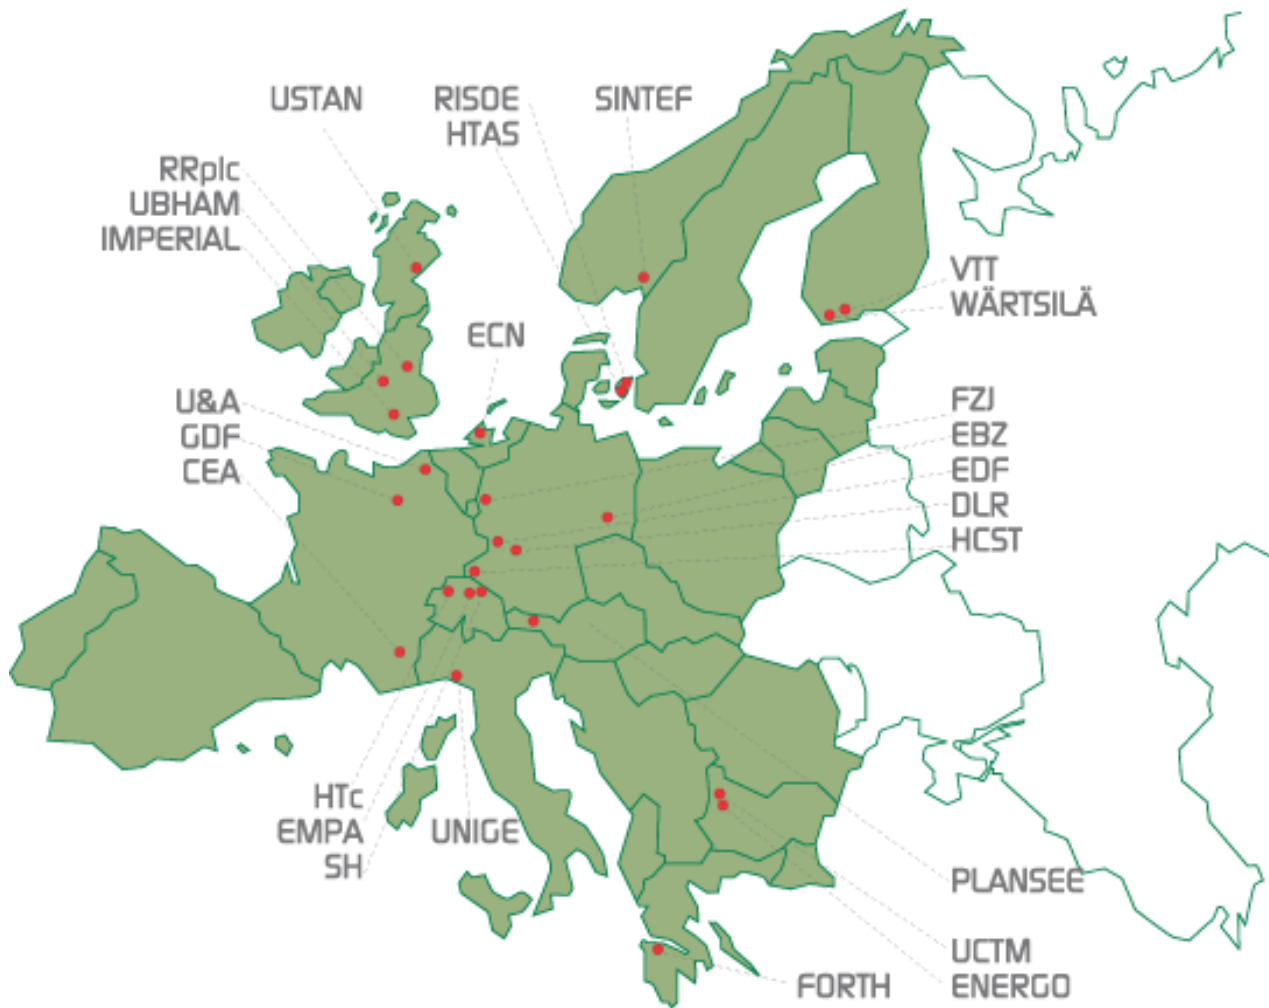 USTAN
RISOE
HTAS
SINTEF
RRplc
UBHAM
IMPERIAL
VTT
WÄRTSILÄ
ECN
U&A
GDF
CEA
FZJ
EBZ
EDF
DLR
HCST
HTc
EMPA
SH
UNIGE
PLANSEE
UCTM
ENERGO
FORTH